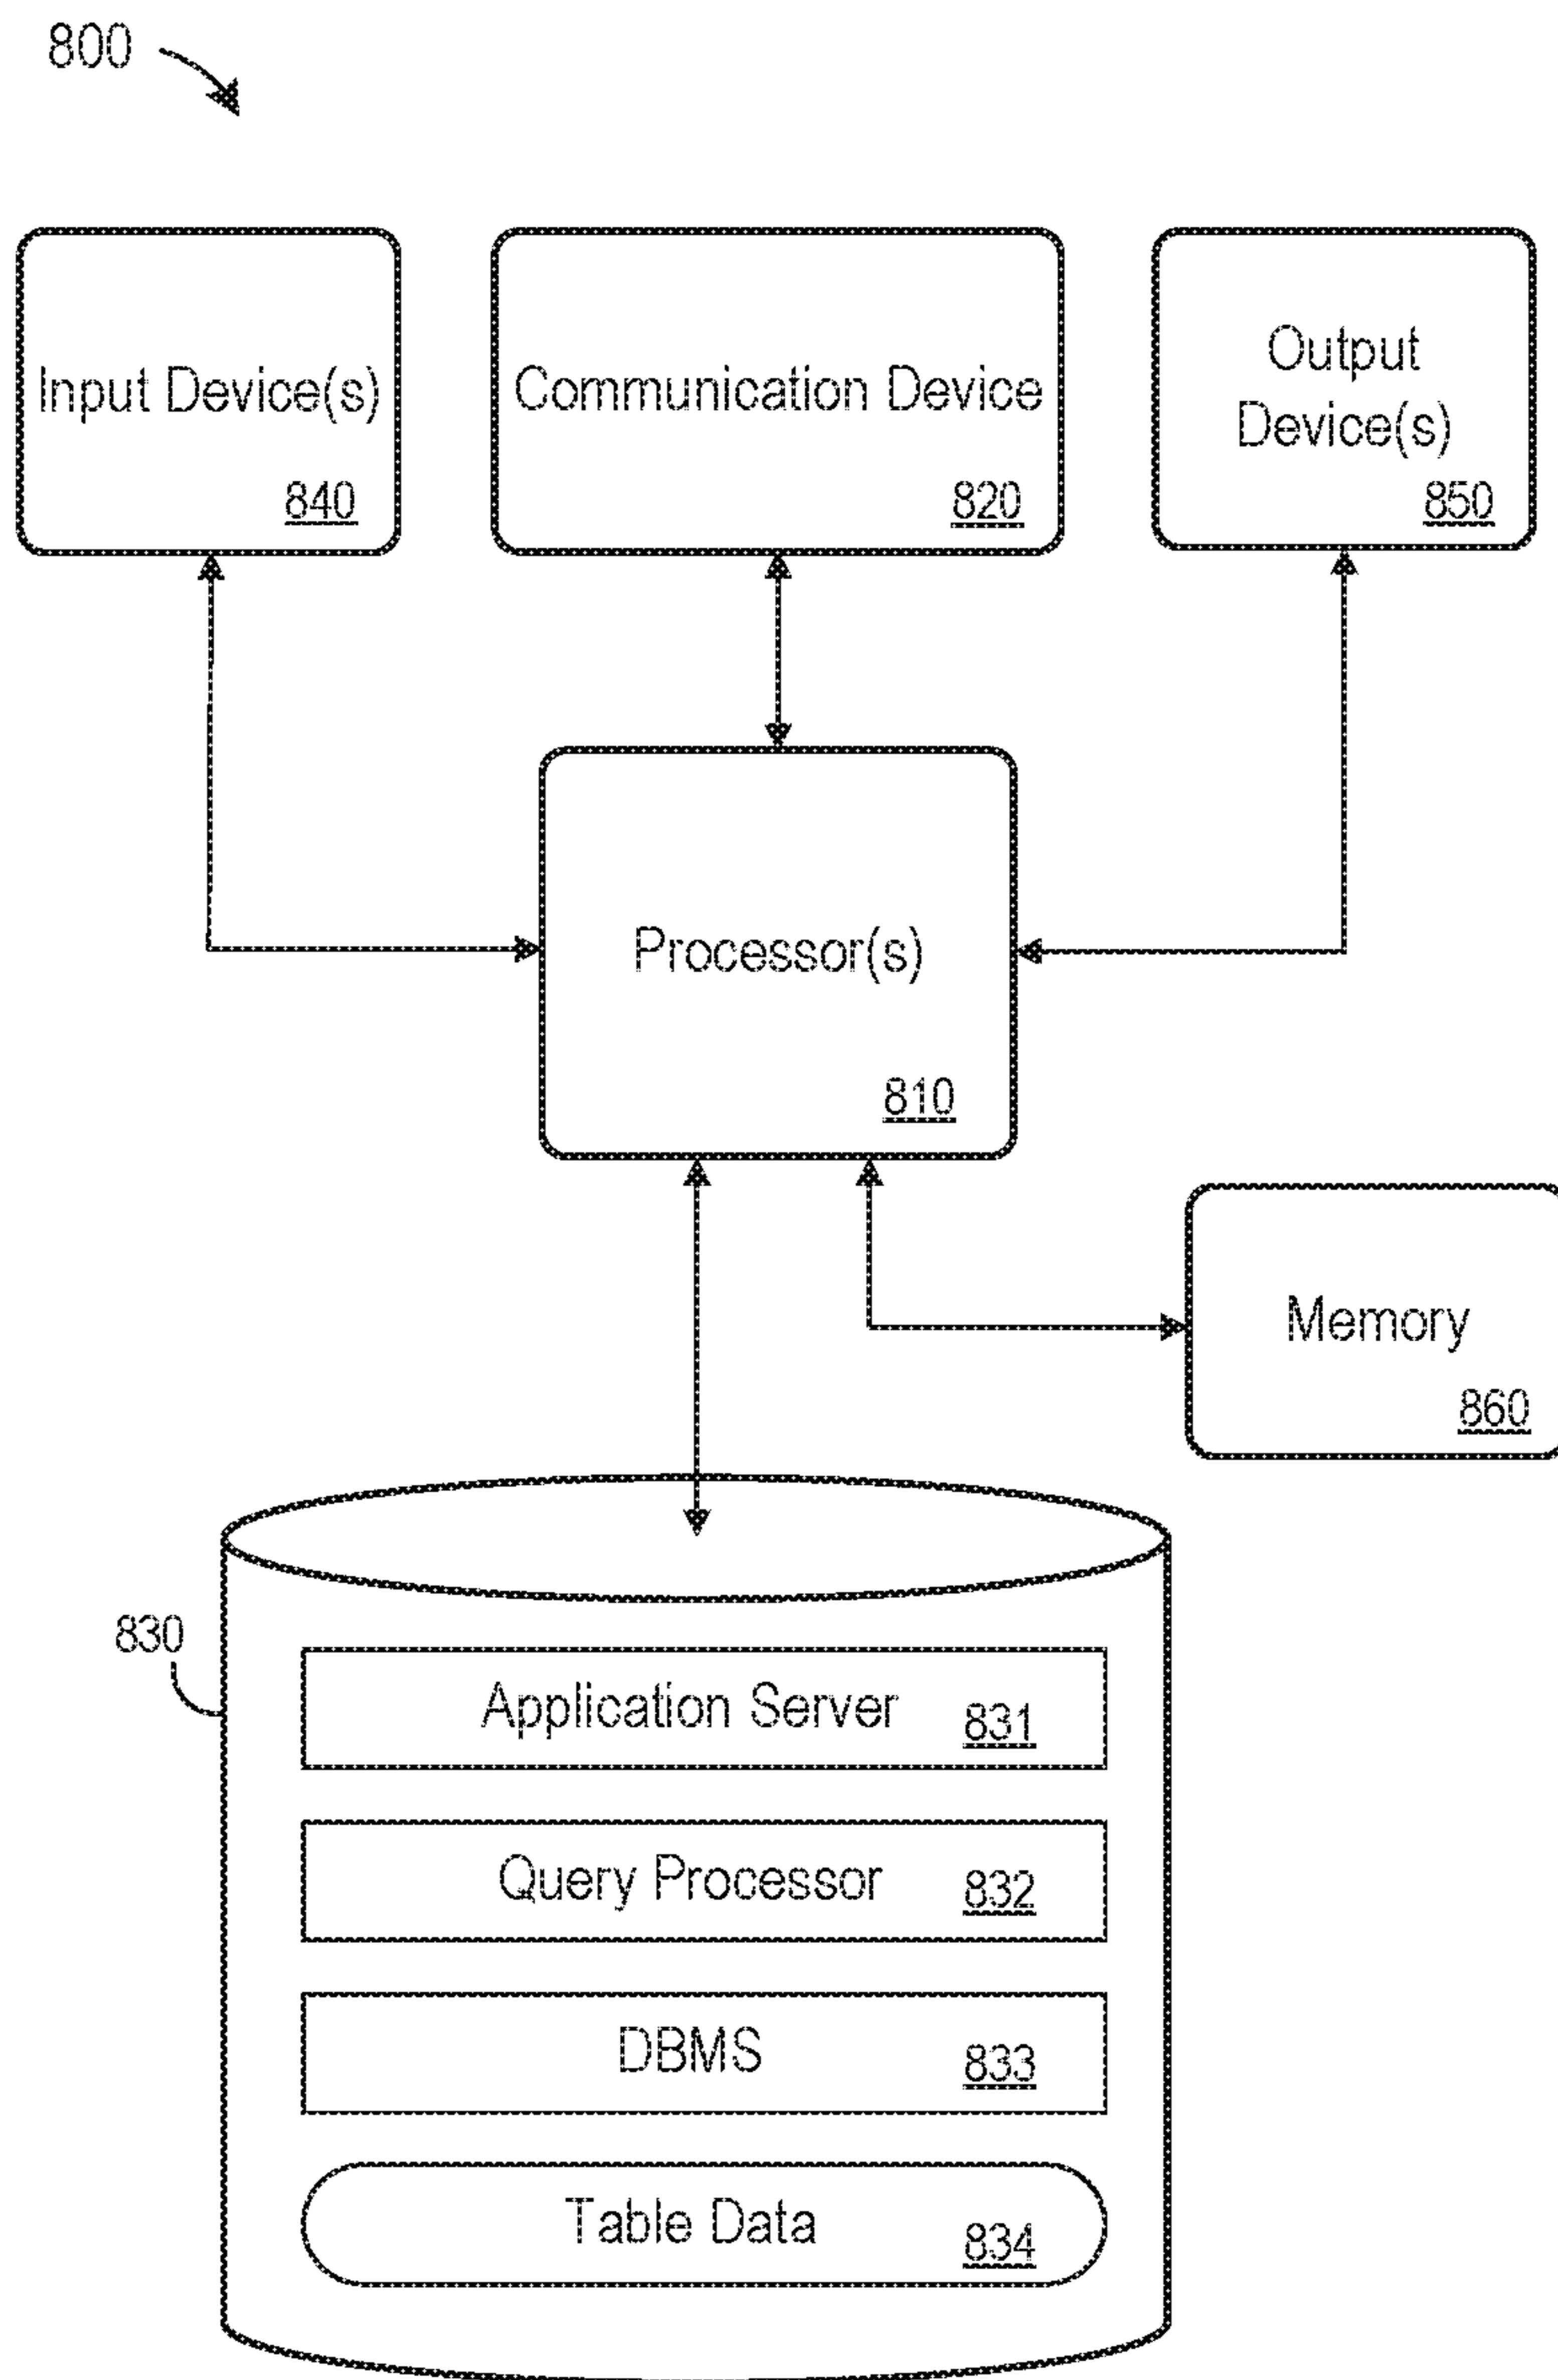 800
Input Device(s)
840
Communication Device
820
Output
Device(s)
850
Processor(s)
810
Memory
860
830
Application Server 831
Query Processor 832
DBMS 833
Table Data 834